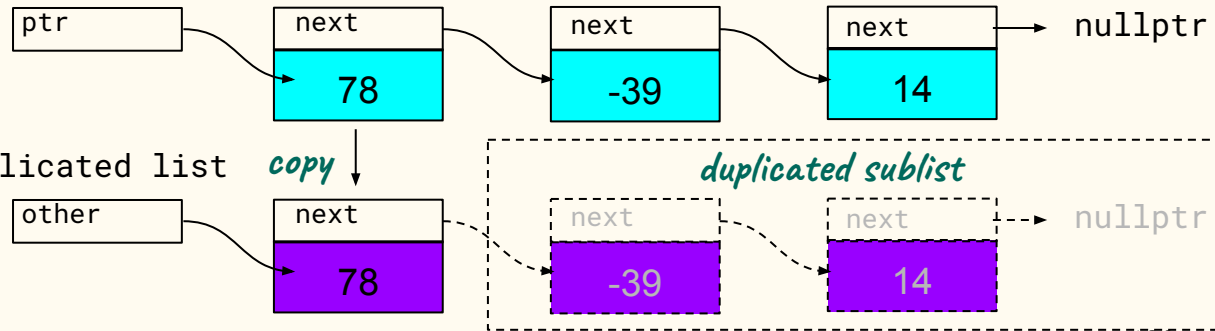 ptr next next next nullptr
78 -39 14
licated list copy duplicated sublist
other next next next nullptr
78 -39 14